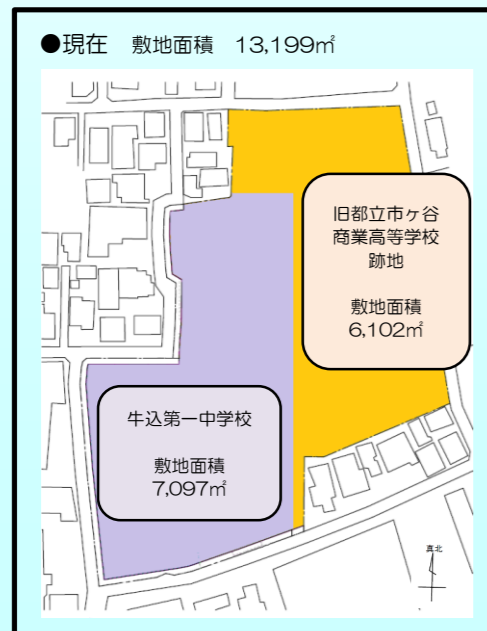 ●現在　敷地面積　13,199㎡
旧都立市ヶ谷
商業高等学校
跡地
敷地面積
6,102㎡
牛込第一中学校
敷地面積
7,097㎡
真北